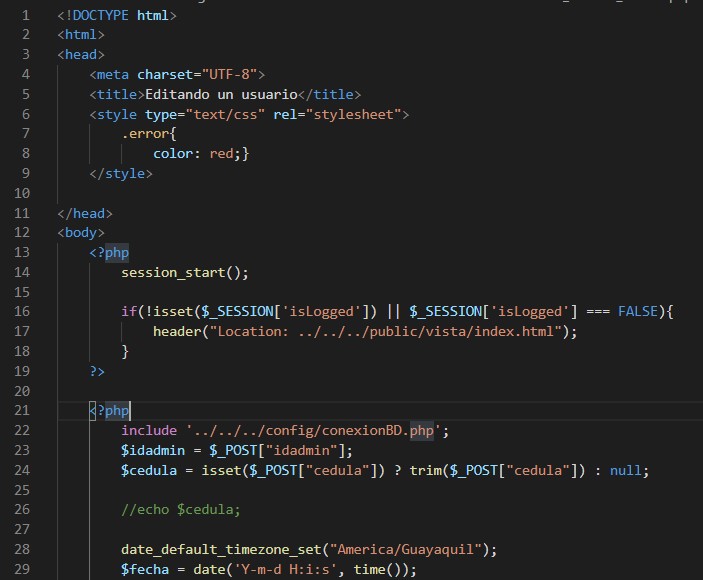 1 <!DOCTYPE html>
2 <html>
3 <head>
4 <meta charset="UTF-8">
5 <title>Editando un usuario</title>
6 <style type="text/css" rel="stylesheet">
7 .error{
8 color: red;}
9 </style>
10
11 </head>
12 <body>
13 <?php
14 session_start();
15
16 if(!isset($_SESSION['isLogged']) || $_SESSION['isLogged'] === FALSE){
17 header("Location: ../../../public/vista/index.html");
18 }
19 ?>
20
21 <?php
22 include '../../../config/conexionBD.php';
23 $idadmin = $_POST["idadmin"];
24 $cedula = isset($_POST["cedula"]) ? trim($_POST["cedula"]) : null;
25
26 //echo $cedula;
27
28 date_default_timezone_set("America/Guayaquil");
29 $fecha = date('Y-m-d H:i:s', time());